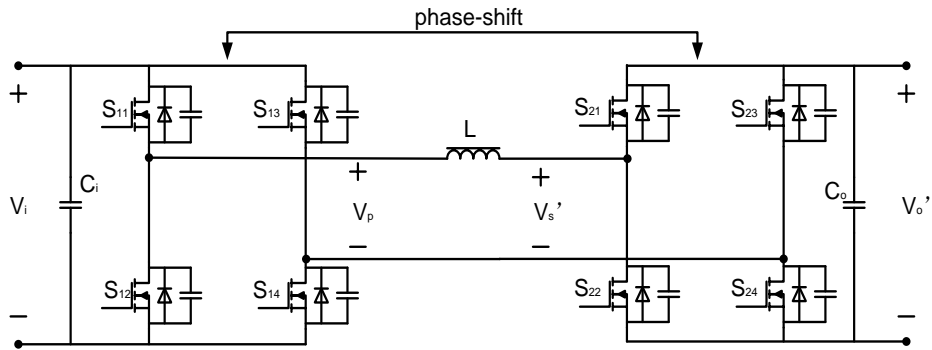 phase-shift
+
S11
S13
S21
S23
+
L
Ci
+
+
Co
Vi
Vp
Vs’
Vo’
−
−
S12
S14
S22
S24
−
−